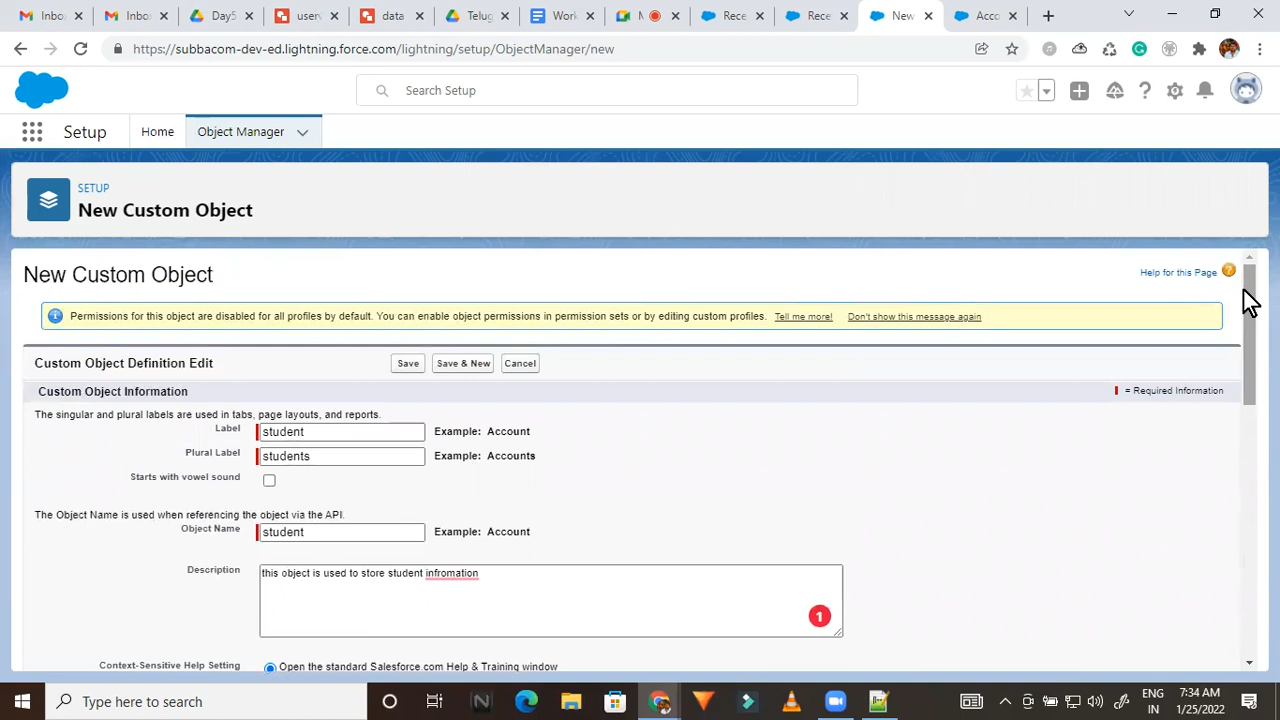 Inbo
Inbox
DayS
user
data
Telug
Work
M
Rece
Rece
New
Acco
https://subbacom-dev-ed.lightning.force.com/lightning/setup/ObjectManager/new
Search Setup
Setup
Home
Object Manager
SETUP
New Custom Object
New Custom Object
Help for this Page
Permissions for this object are disabled for all profiles by default. You can enable object permissions in permission sets or by editing custom profiles. Tell me more! Don't show this message again
Custom Object Definition Edit
Save
Save & New
Cancel
Custom Object Information
= Required Information
The singular and plural labels are used in tabs, page layouts, and reports.
Label student Example: Account
Plural Label students Example: Accounts
Starts with vowel sound
The Object Name is used when referencing the object via the API.
Object Name student Example: Account
Description this object is used to store student infromation
1
Context-Sensitive Help Setting Open the standard Salesforce.com Help & Training window
Type here to search
ENG
IN
7:34 AM
1/25/2022